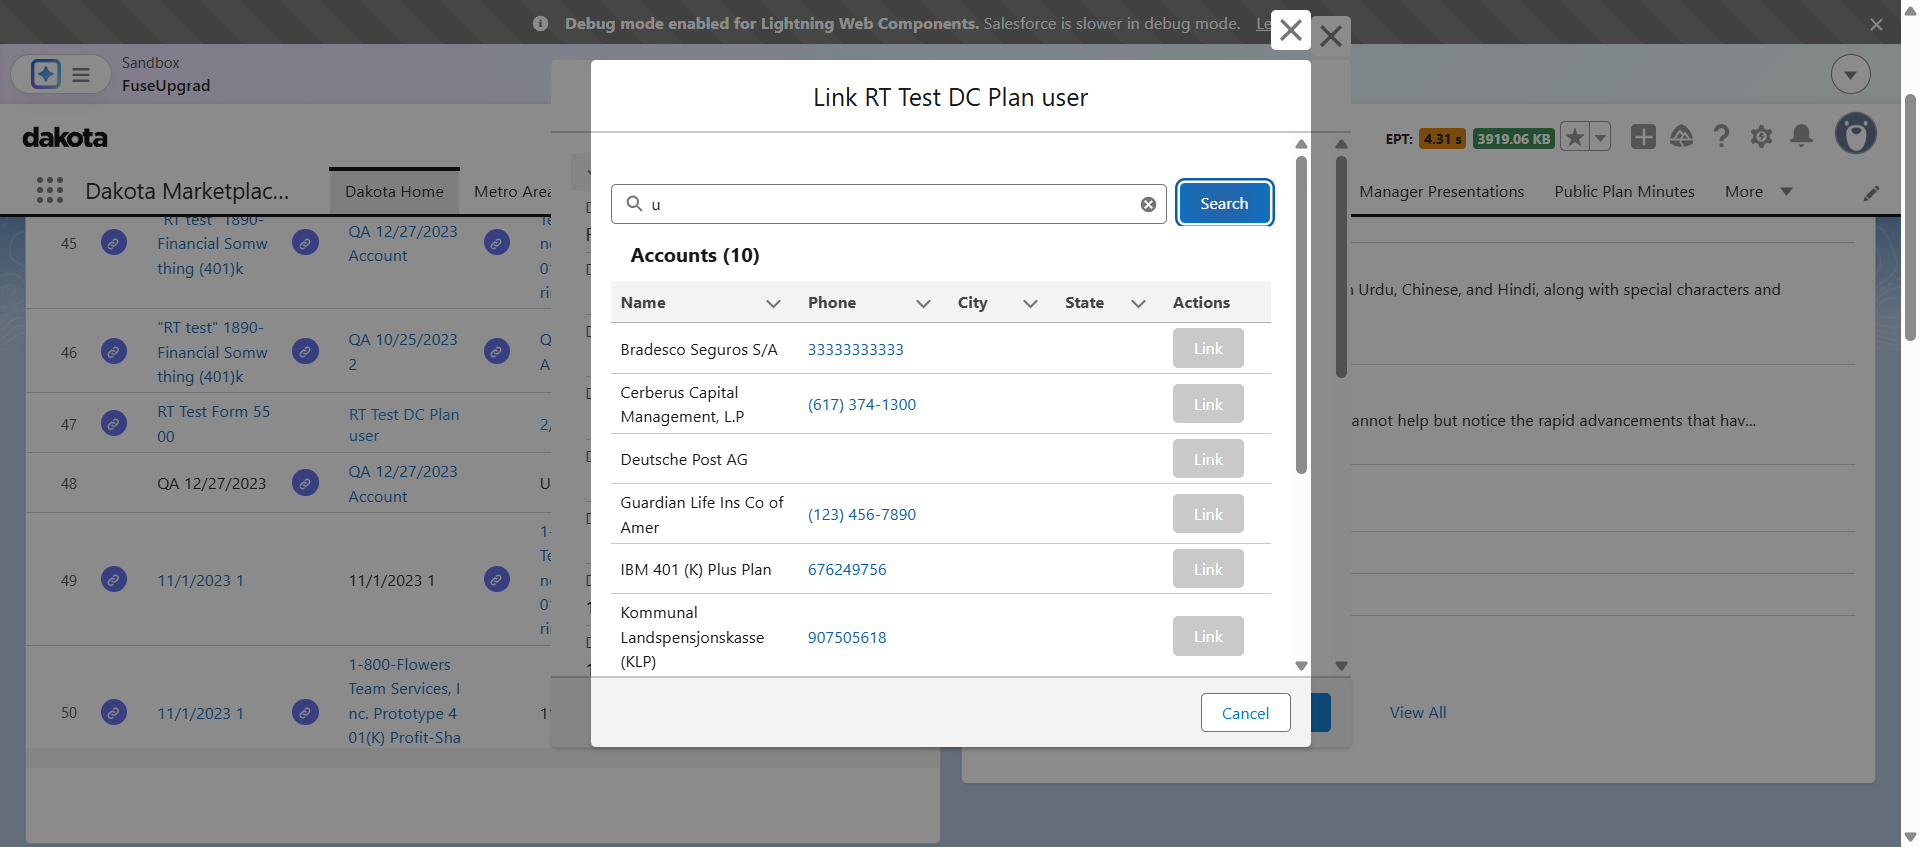 Debug mode enabled for Lightning Web Components. Salesforce is slower in debug mode. Le
Sandbox
FuseUpgrad
dakota
EPT: 4.31 s 3919.06 KB
Dakota Marketplac...
Dakota Home
Metro Area
Manager Presentations
Public Plan Minutes
More
45
"RT test" 1890-
Financial Somw
thing (401)k
QA 12/27/2023
Account
46
"RT test" 1890-
Financial Somw
thing (401)k
QA 10/25/2023
2
Q
A
47
RT Test Form 55
00
RT Test DC Plan
user
2,
48
QA 12/27/2023
QA 12/27/2023
Account
U
49
11/1/2023 1
11/1/2023 1
1-
Te
50
11/1/2023 1
1-800-Flowers
Team Services, I
nc. Prototype 4
01(K) Profit-Sha
11
Link RT Test DC Plan user
u
Search
Accounts (10)
Name Phone City State Actions
Bradesco Seguros S/A 33333333333 Link
Cerberus Capital
Management, L.P
(617) 374-1300 Link
Deutsche Post AG Link
Guardian Life Ins Co of
Amer
(123) 456-7890 Link
IBM 401 (K) Plus Plan 676249756 Link
Kommunal
Landspensjonskasse
(KLP)
907505618 Link
Cancel
Urdu, Chinese, and Hindi, along with special characters and
annot help but notice the rapid advancements that hav...
View All